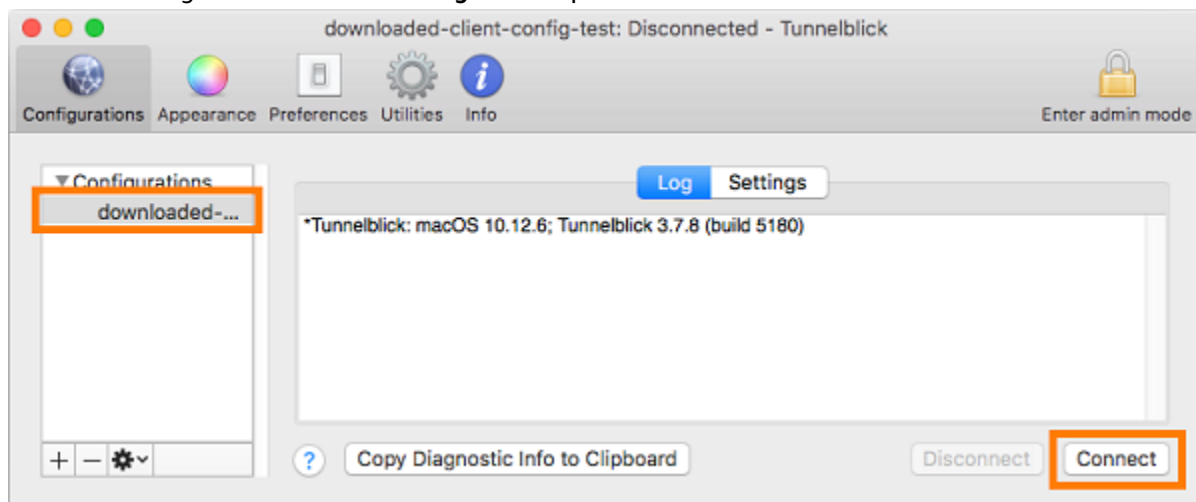 downloaded-client-config-test: Disconnected - Tunnelblick
Configurations Appearance Preferences Utilities Info Enter admin mode
Configurations
downloaded-...
Log Settings
*Tunnelblick: macOS 10.12.6; Tunnelblick 3.7.8 (build 5180)
+ − ? Copy Diagnostic Info to Clipboard Disconnect Connect